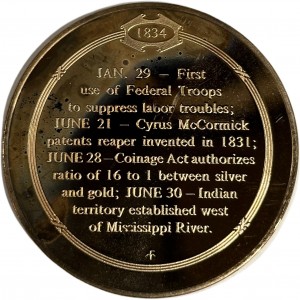 1834
JAN. 29 – First
use of Federal Troops
to suppress labor troubles;
JUNE 21 – Cyrus McCormick
patents reaper invented in 1831;
JUNE 28 – Coinage Act authorizes
ratio of 16 to 1 between silver
and gold; JUNE 30 – Indian
territory established west
of Mississippi River.